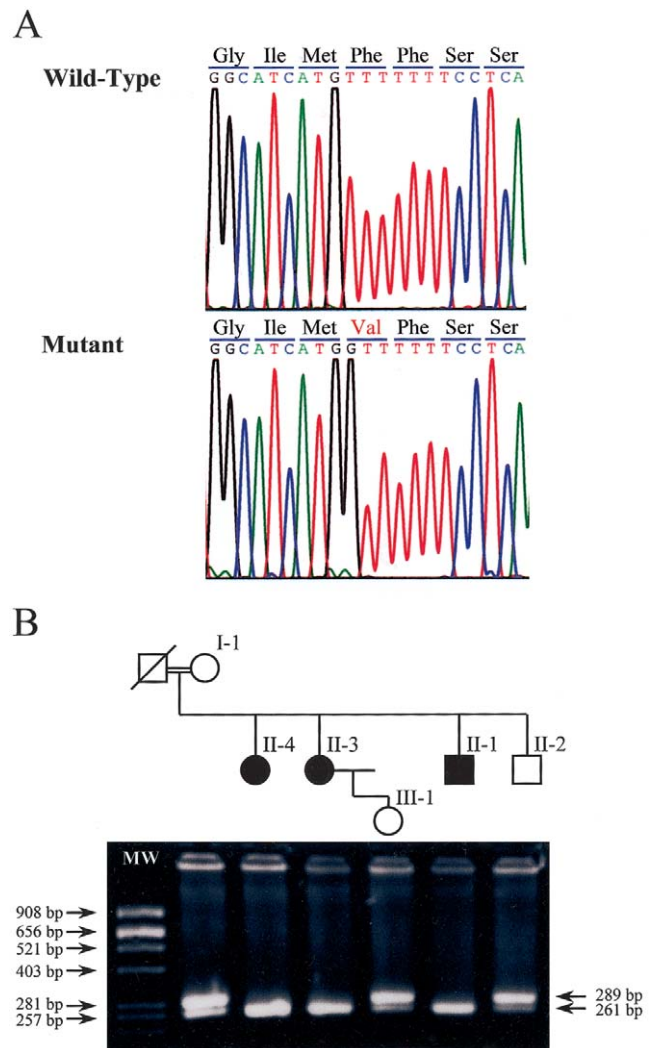 A
Gly Ile Met Phe Phe Ser Ser
Wild-Type
G G C A T C A T G T T T T T T T C C T C A
Gly Ile Met Val Phe Ser Ser
Mutant
G G C A T C A T G G T T T T T T C C T C A
B
I-1
II-4 II-3 II-1 II-2
III-1
MW
908 bp
656 bp
521 bp
403 bp
281 bp 289 bp
257 bp 261 bp